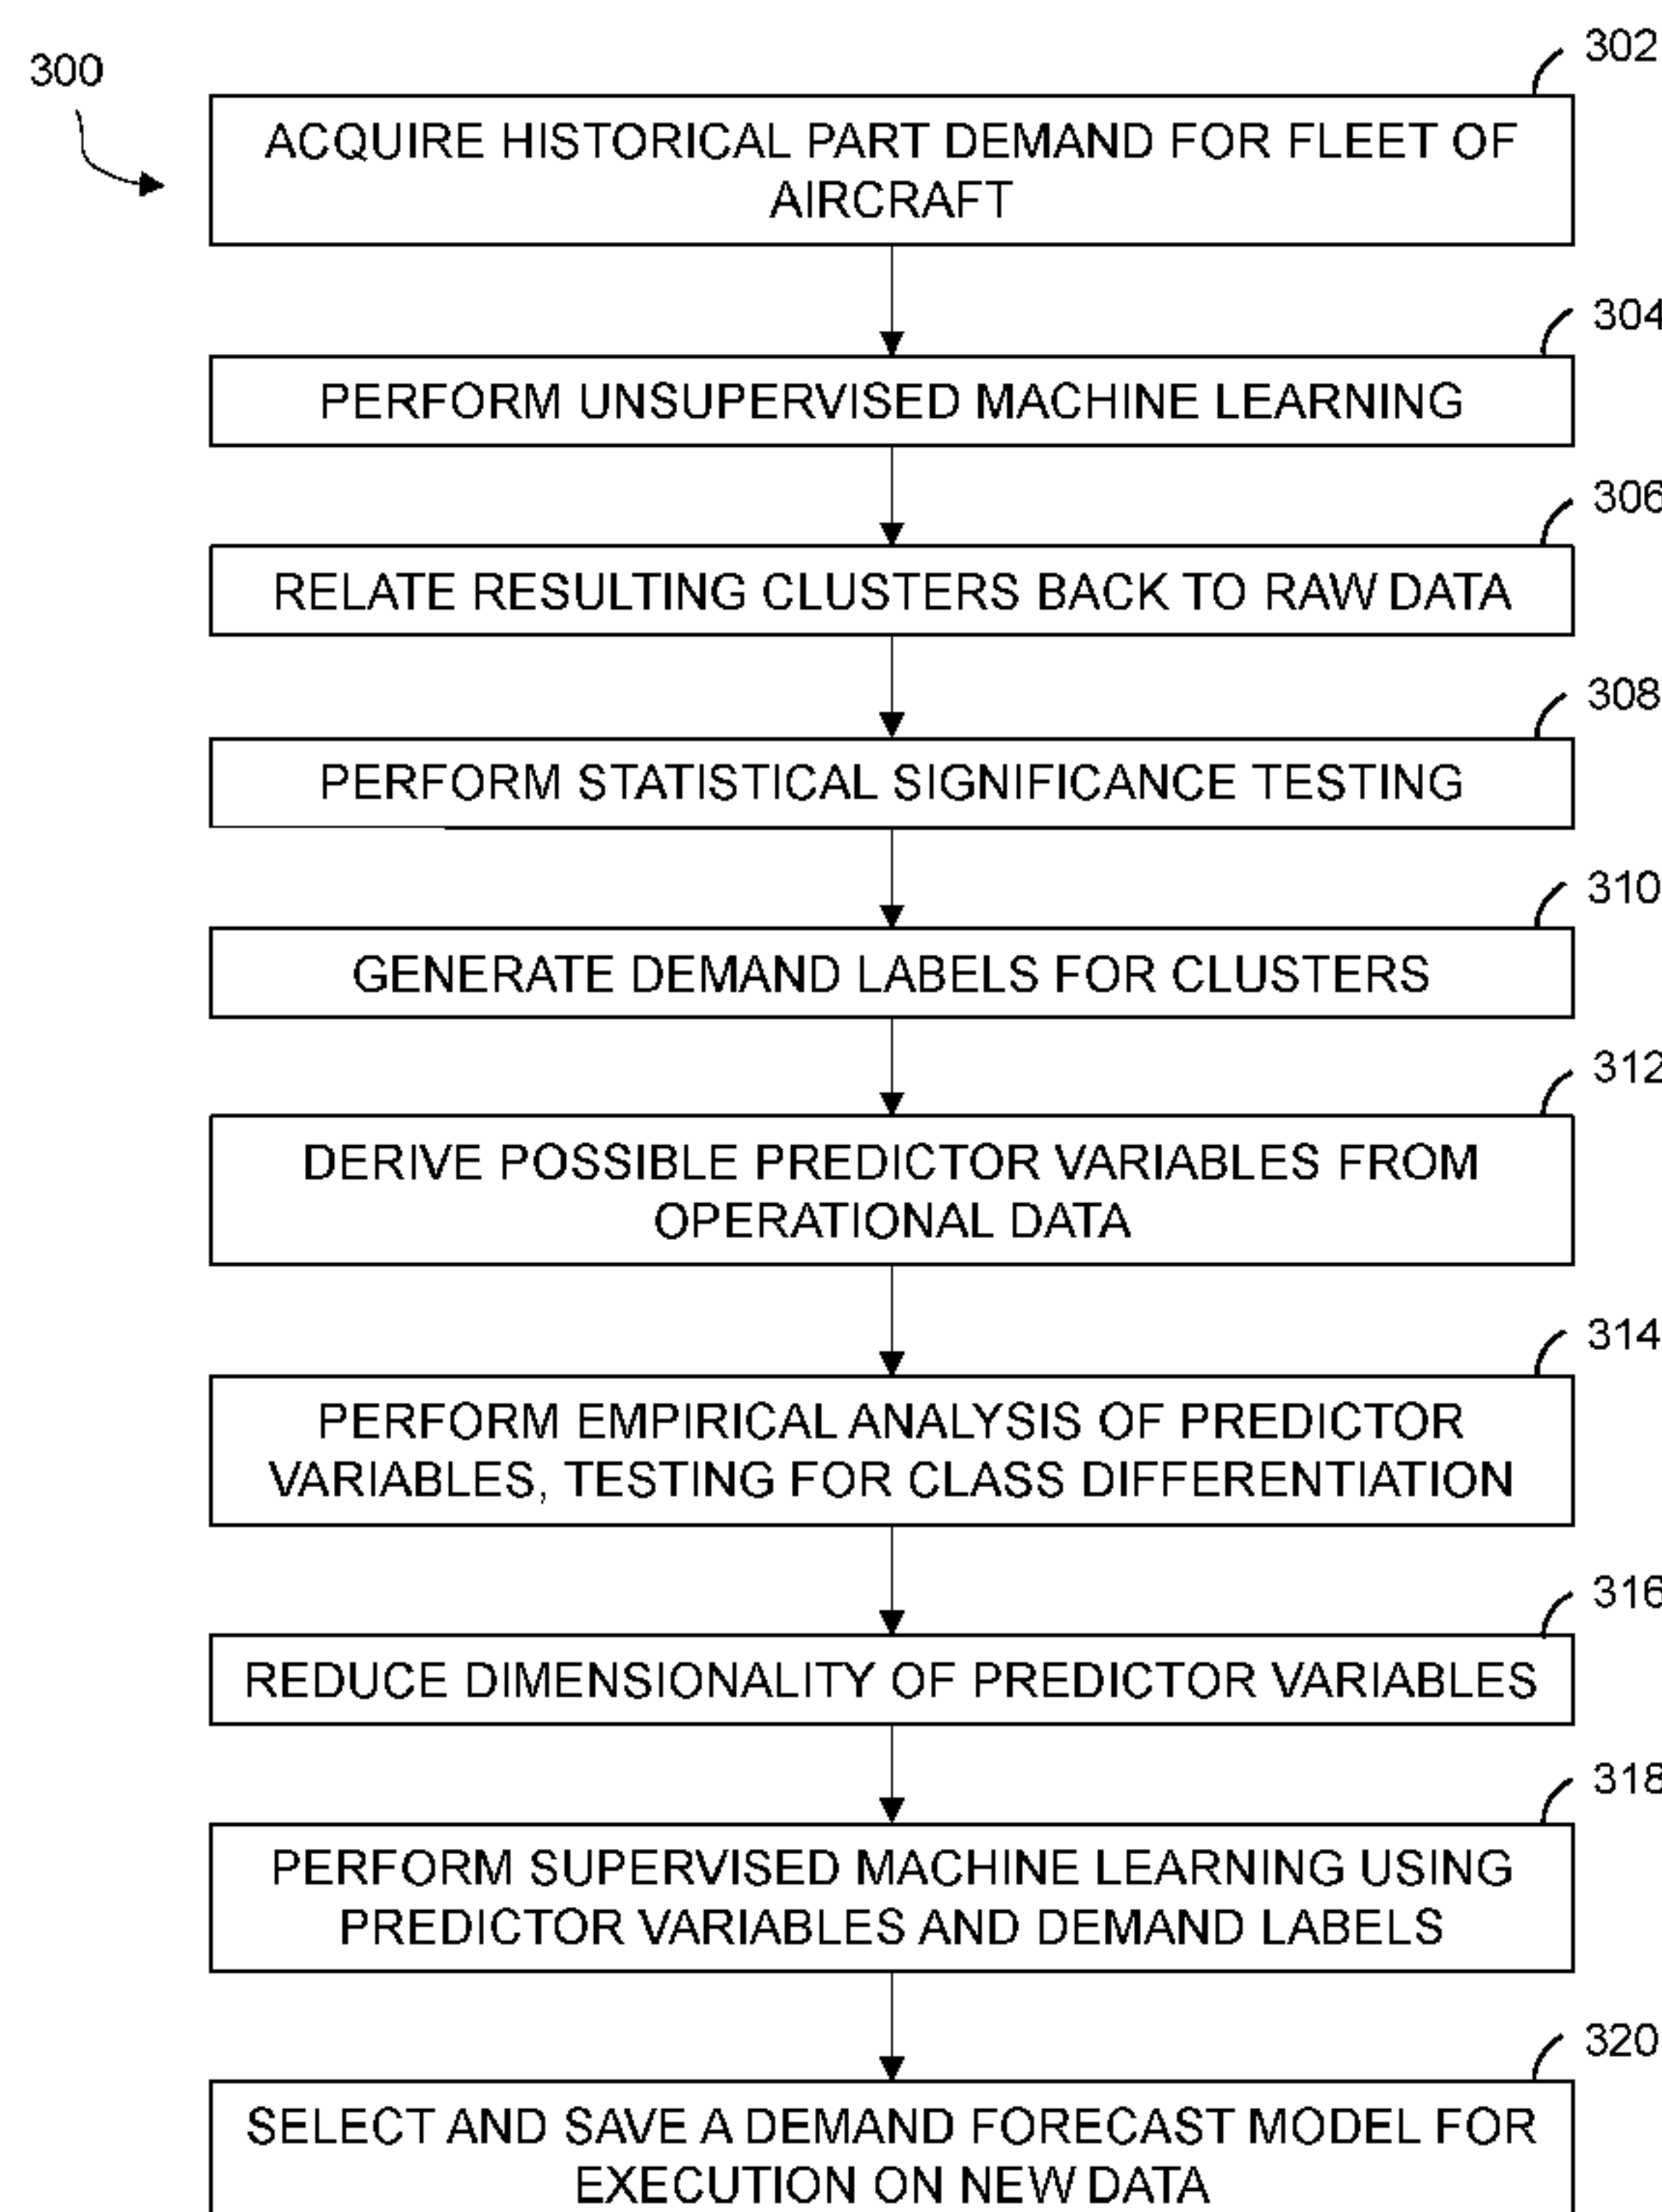 300
302
ACQUIRE HISTORICAL PART DEMAND FOR FLEET OF
AIRCRAFT
304
PERFORM UNSUPERVISED MACHINE LEARNING
306
RELATE RESULTING CLUSTERS BACK TO RAW DATA
308
PERFORM STATISTICAL SIGNIFICANCE TESTING
310
GENERATE DEMAND LABELS FOR CLUSTERS
312
DERIVE POSSIBLE PREDICTOR VARIABLES FROM
OPERATIONAL DATA
314
PERFORM EMPIRICAL ANALYSIS OF PREDICTOR
VARIABLES, TESTING FOR CLASS DIFFERENTIATION
316
REDUCE DIMENSIONALITY OF PREDICTOR VARIABLES
318
PERFORM SUPERVISED MACHINE LEARNING USING
PREDICTOR VARIABLES AND DEMAND LABELS
320
SELECT AND SAVE A DEMAND FORECAST MODEL FOR
EXECUTION ON NEW DATA